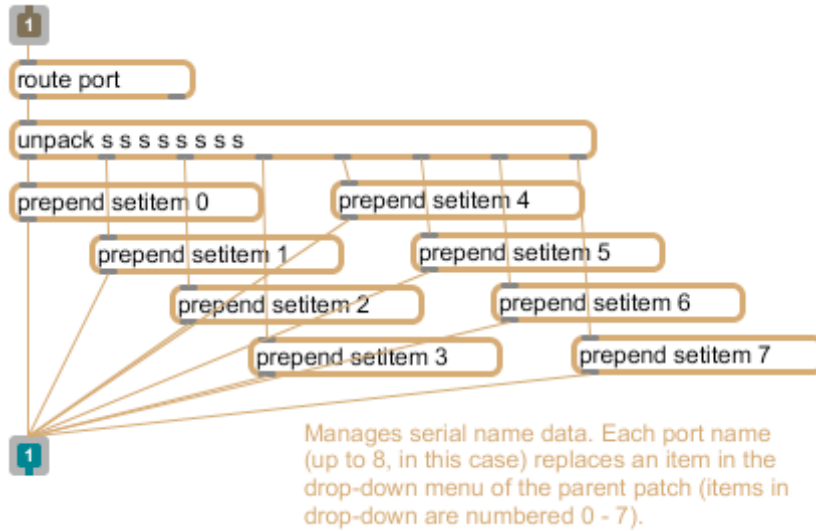 1
route port
unpack s s s s s s s s
prepend setitem 0
prepend setitem 4
prepend setitem 1
prepend setitem 5
prepend setitem 2
prepend setitem 6
prepend setitem 3
prepend setitem 7
1
Manages serial name data. Each port name
(up to 8, in this case) replaces an item in the
drop-down menu of the parent patch (items in
drop-down are numbered 0 - 7).